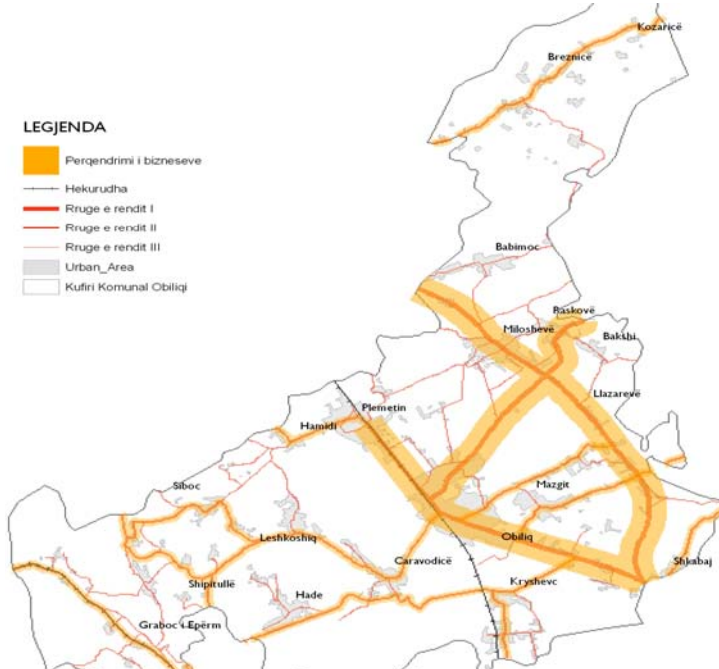 Kozaricë
Breznicë
LEGJENDA
Perqendrimi i bizneseve
Hekurudha
Rruge e rendit I
Rruge e rendit II
Rruge e rendit III
Urban_Area
Kufiri Komunal Obiliqi
Babimoc
Raskovë
Miloshevë
Bakshi
Llazarevë
Plemetin
Hamidi
Siboc
Mazgit
Leshkoshiq
Obiliq
Caravodicë
Shkabaj
Shipitullë
Kryshevc
Hade
Graboc i Epërm